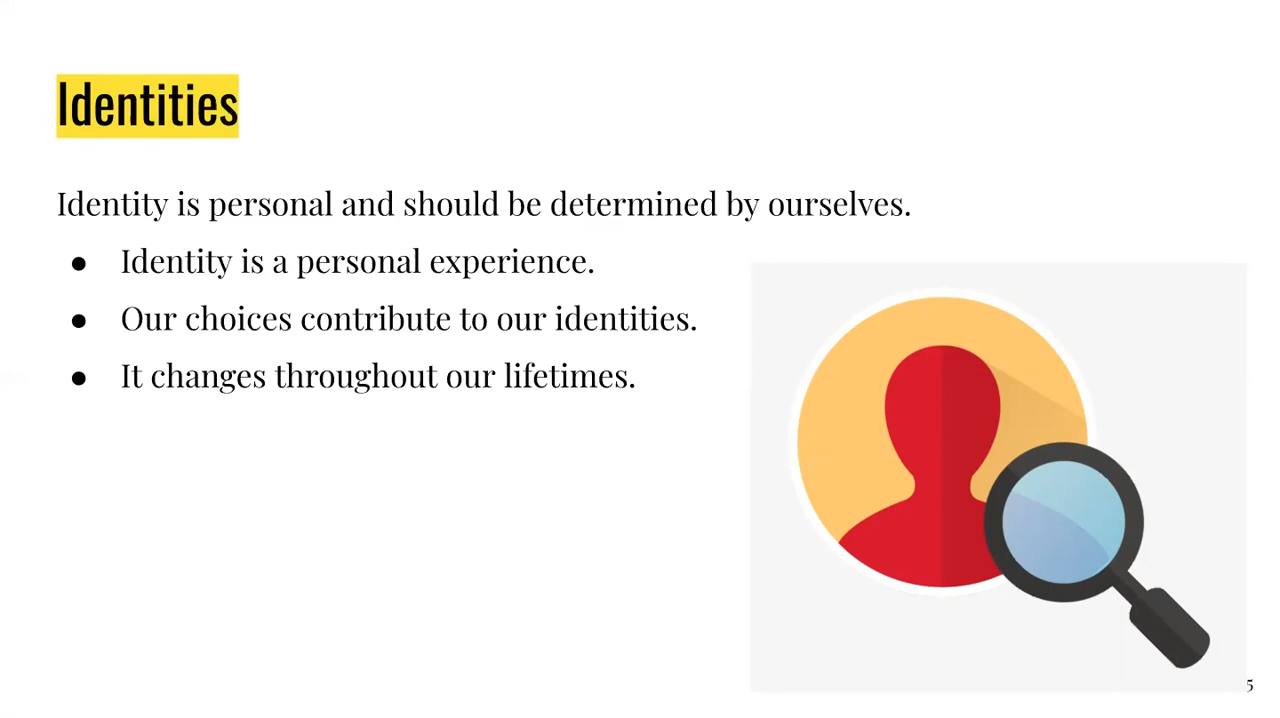 Identities
Identity is personal and should be determined by ourselves.
● Identity is a personal experience.
● Our choices contribute to our identities.
● It changes throughout our lifetimes.
5